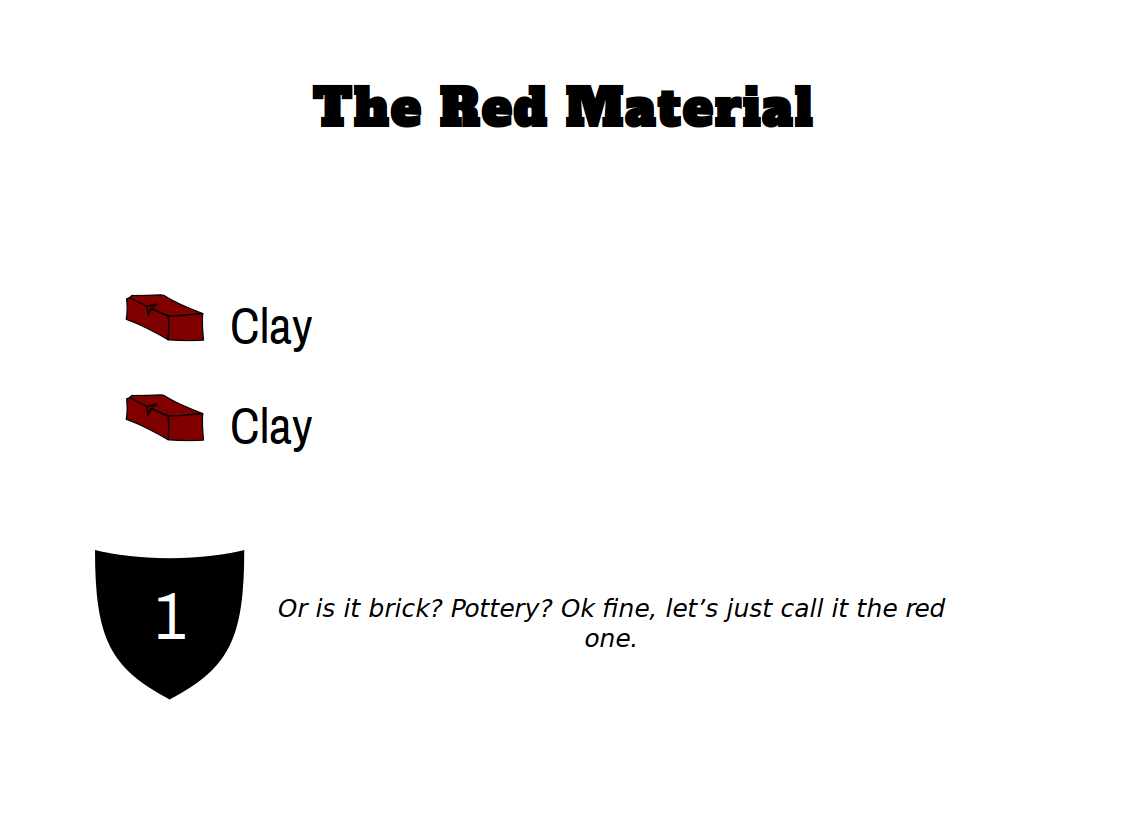 The Red Material
Clay
Clay
1
Or is it brick? Pottery? Ok fine, let’s just call it the red
one.